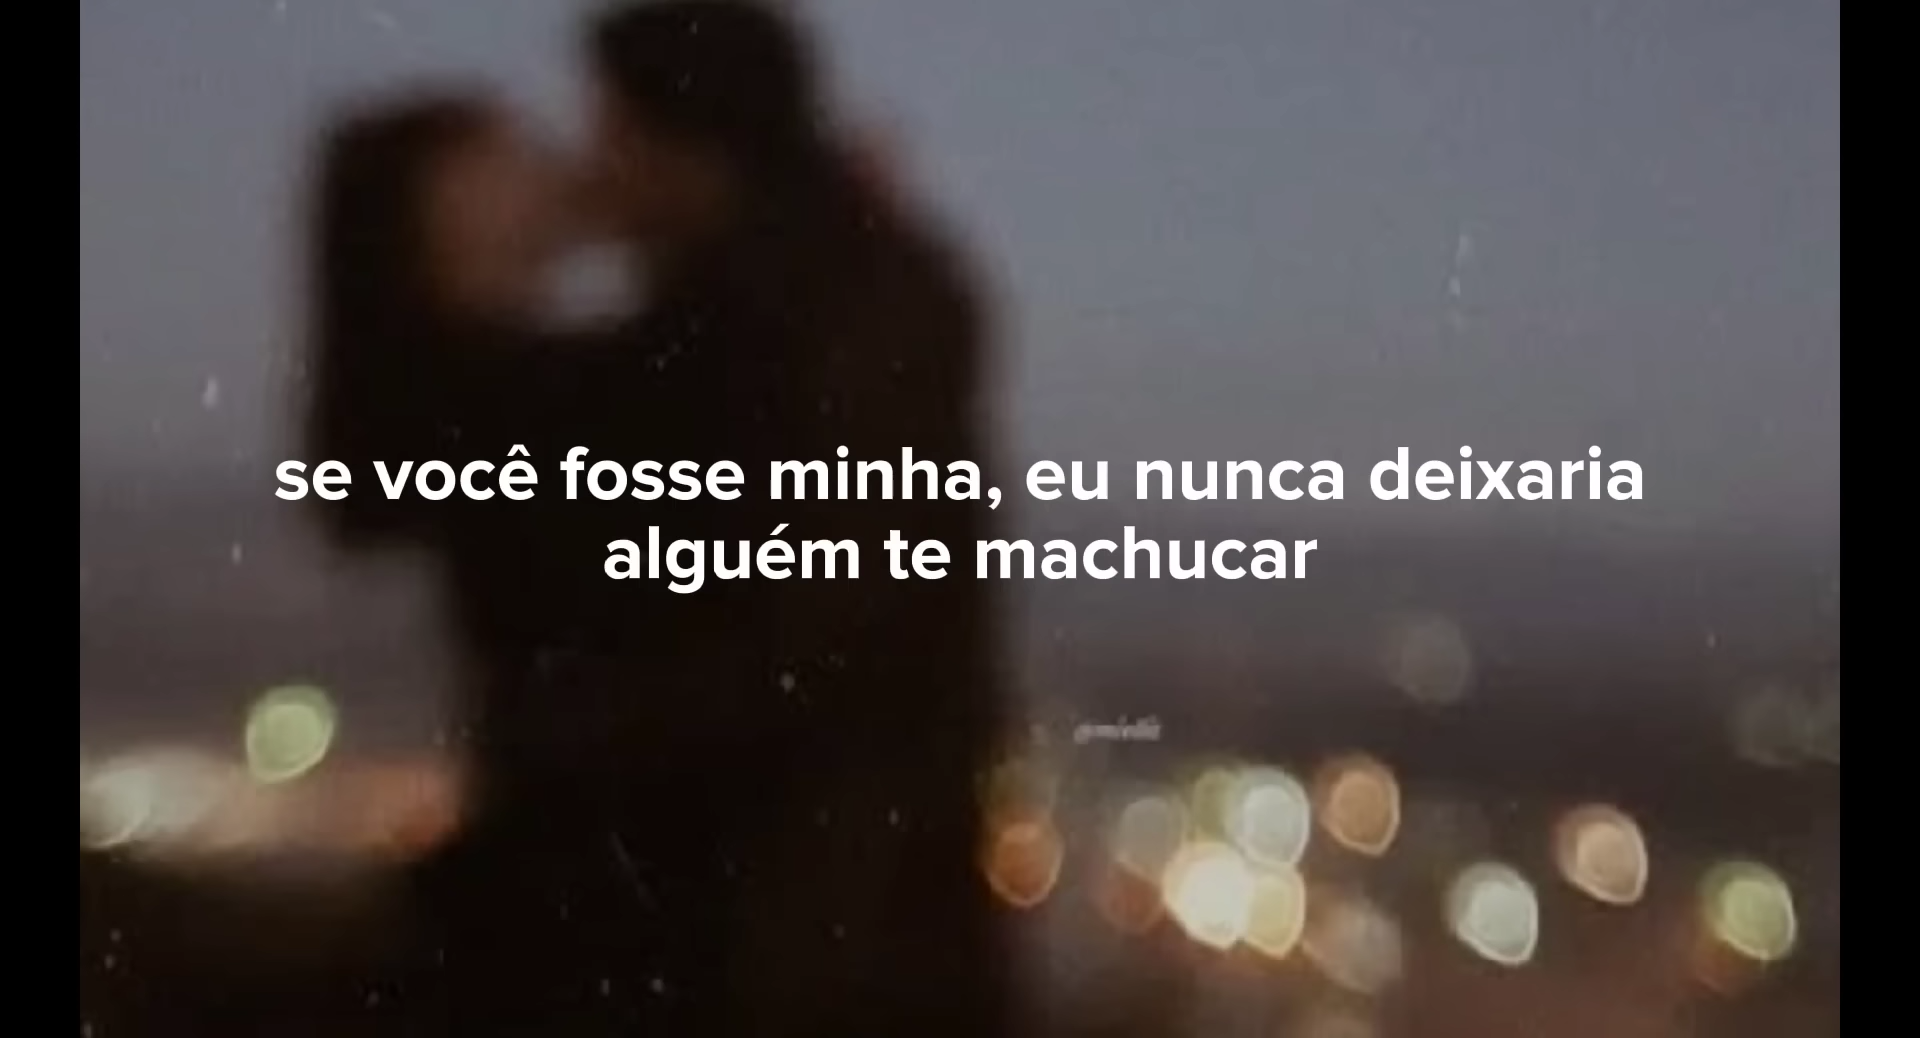 se você fosse minha, eu nunca deixaria
alguém te machucar